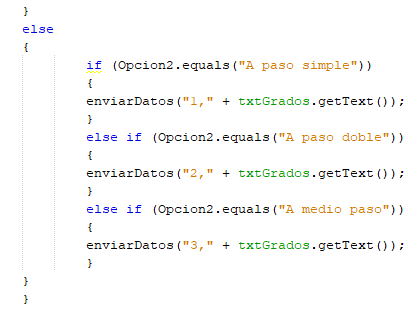 }
else
{
if (Opcion2.equals("A paso simple"))
{
enviarDatos("1," + txtGrados.getText());
}
else if (Opcion2.equals("A paso doble"))
{
enviarDatos("2," + txtGrados.getText());
}
else if (Opcion2.equals("A medio paso"))
{
enviarDatos("3," + txtGrados.getText());
}
}
}